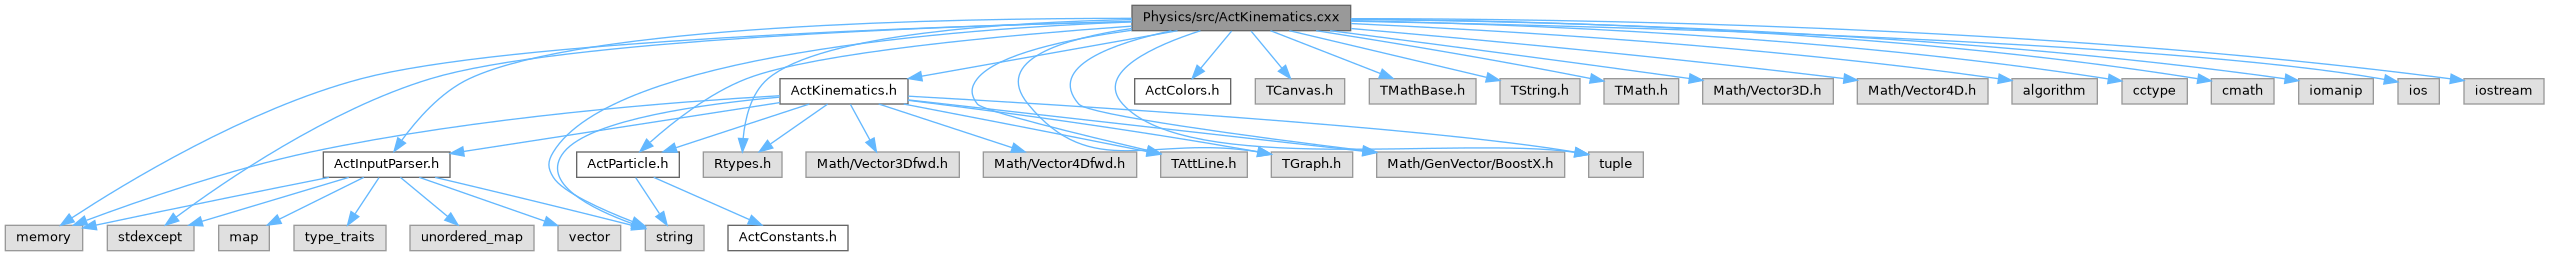 Physics/src/ActKinematics.cxx
ActKinematics.h
ActColors.h
TCanvas.h
TMathBase.h
TString.h
TMath.h
Math/Vector3D.h
Math/Vector4D.h
algorithm
cctype
cmath
iomanip
ios
iostream
ActInputParser.h
ActParticle.h
Rtypes.h
Math/Vector3Dfwd.h
Math/Vector4Dfwd.h
TAttLine.h
TGraph.h
Math/GenVector/BoostX.h
tuple
memory
stdexcept
map
type_traits
unordered_map
vector
string
ActConstants.h